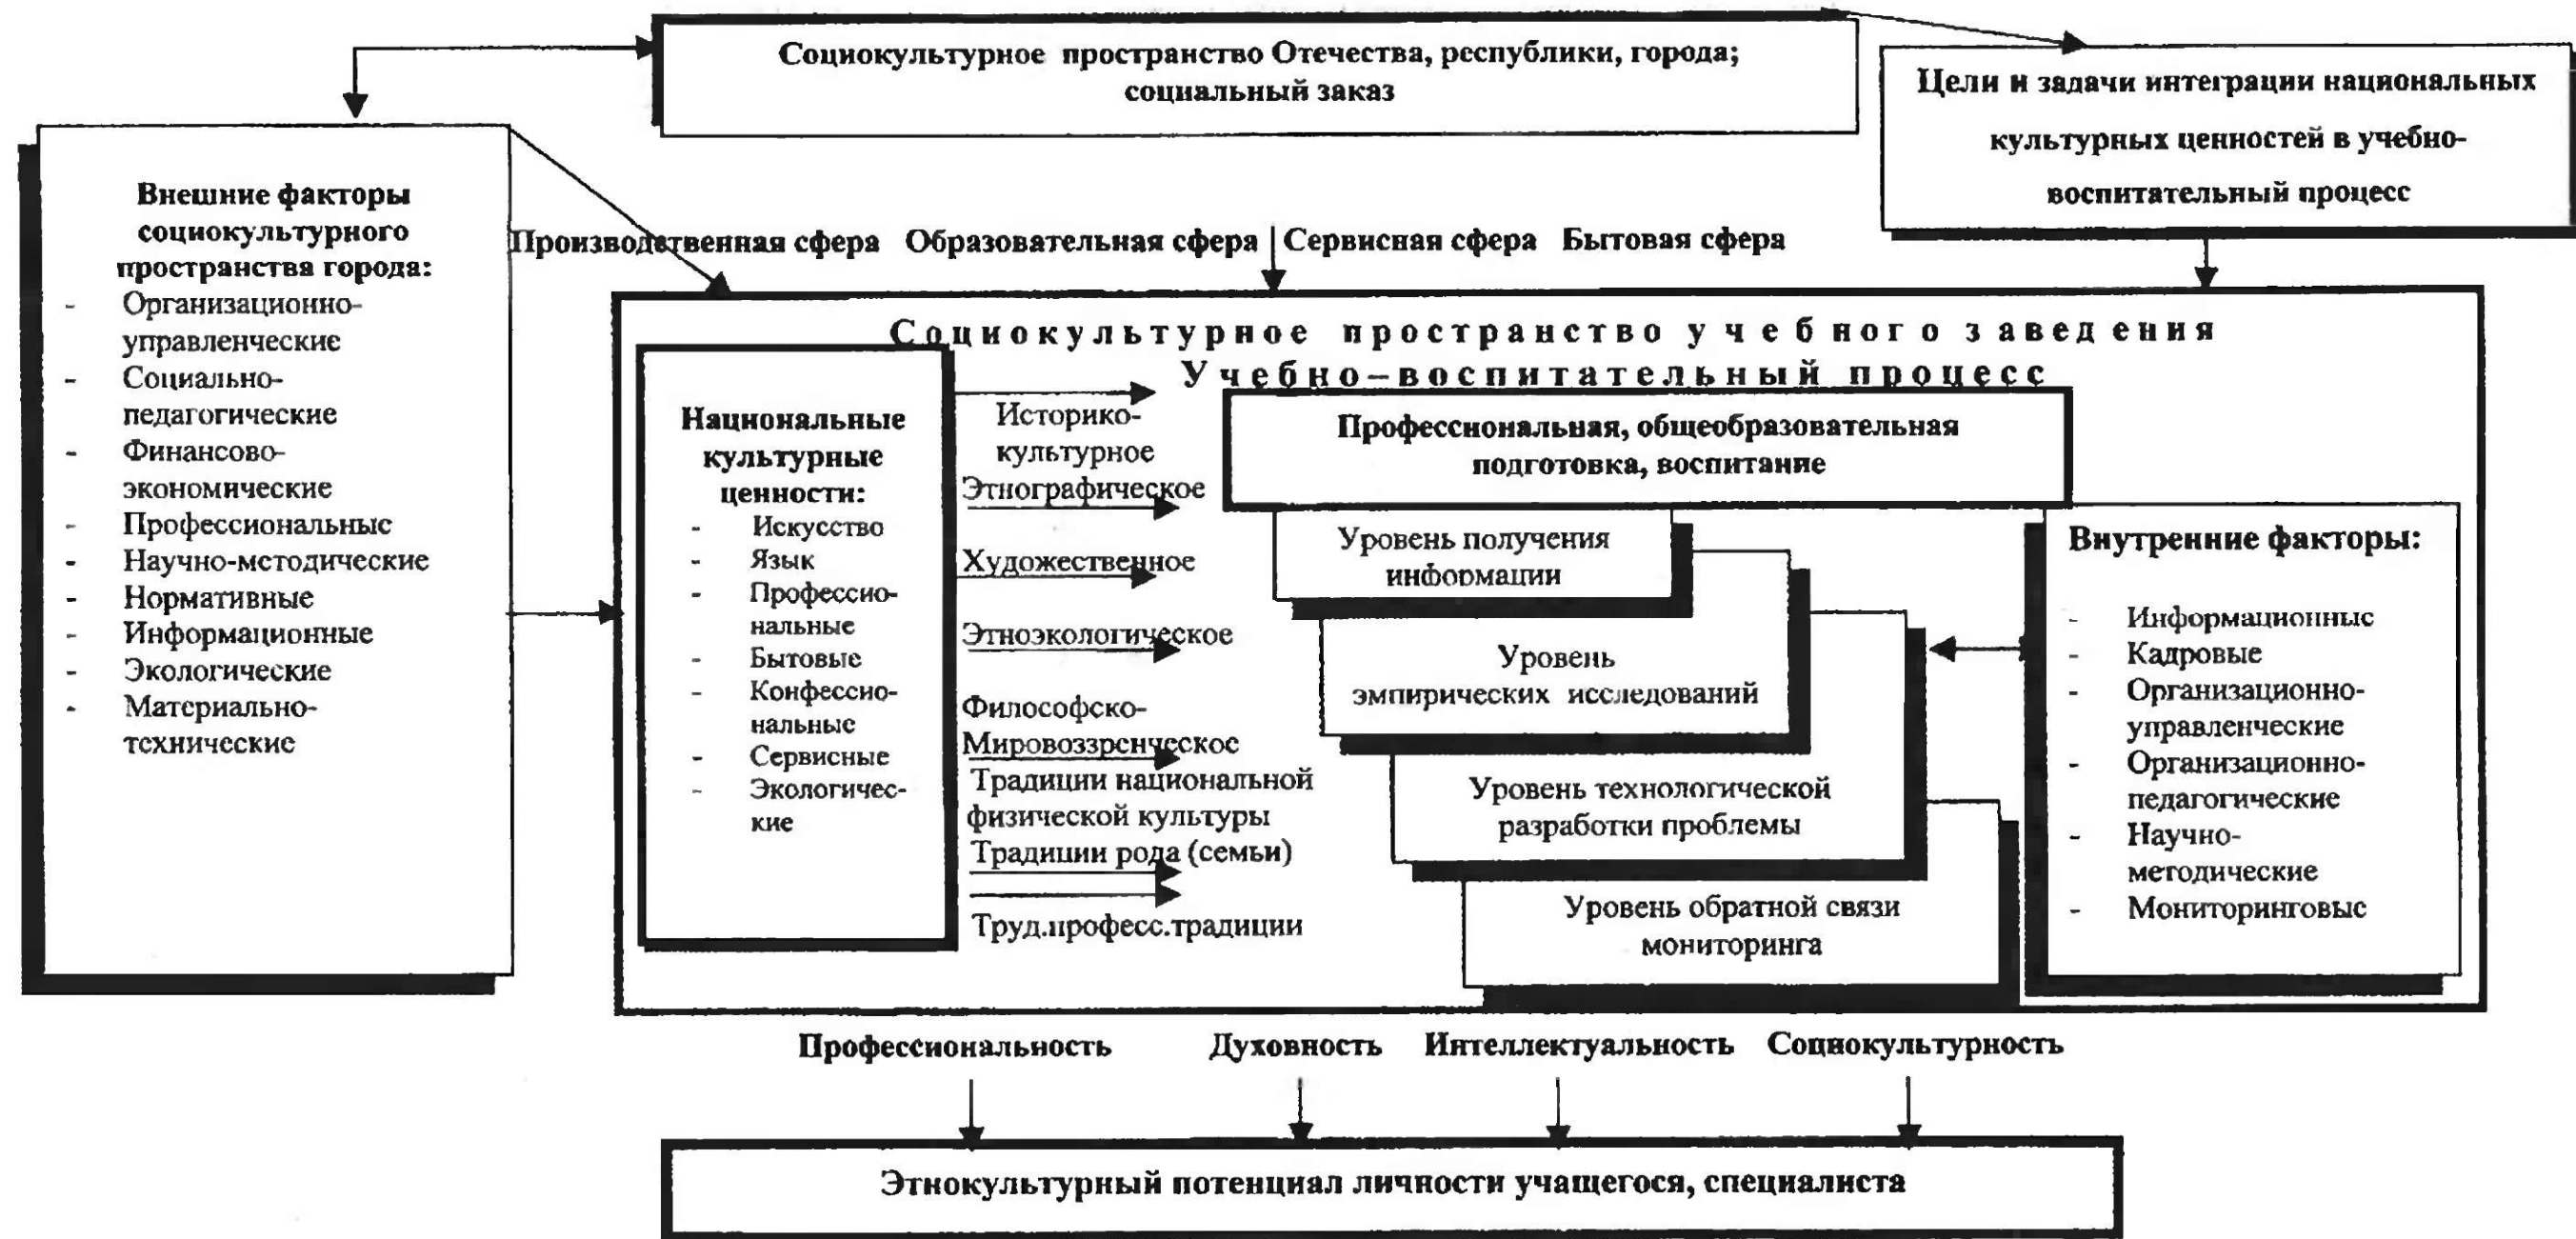 Социокультурное пространство Отечества, республики, города;
социальный заказ
Цели и задачи интеграции национальных
культурных ценностей в учебно-
воспитательный процесс
Внешние факторы
социокультурного
пространства города:
- Организационно-
управленческие
- Социально-
педагогические
- Финансово-
экономические
- Профессиональные
- Научно-методические
- Нормативные
- Информационные
- Экологические
- Материально-
технические
Производственная сфера Образовательная сфера Сервисная сфера Бытовая сфера
Социокультурное пространство учебного заведения
Учебно–воспитательный процесс
Национальные
культурные
ценности:
- Искусство
- Язык
- Профессио-
нальные
- Бытовые
- Конфессио-
нальные
- Сервисные
- Экологичес-
кие
Историко-
культурное
Этнографическое
Художественное
Этноэкологическое
Философско-
Мировоззренческое
Традиции национальной
физической культуры
Традиции рода (семьи)
Труд.професс.традиции
Профессиональная, общеобразовательная
подготовка, воспитание
Уровень получения
информации
Уровень
эмпирических исследований
Уровень технологической
разработки проблемы
Уровень обратной связи
мониторинга
Внутренние факторы:
- Информационные
- Кадровые
- Организационно-
управленческие
- Организационно-
педагогические
- Научно-
методические
- Мониторинговые
Профессиональность Духовность Интеллектуальность Социокультурность
Этнокультурный потенциал личности учащегося, специалиста